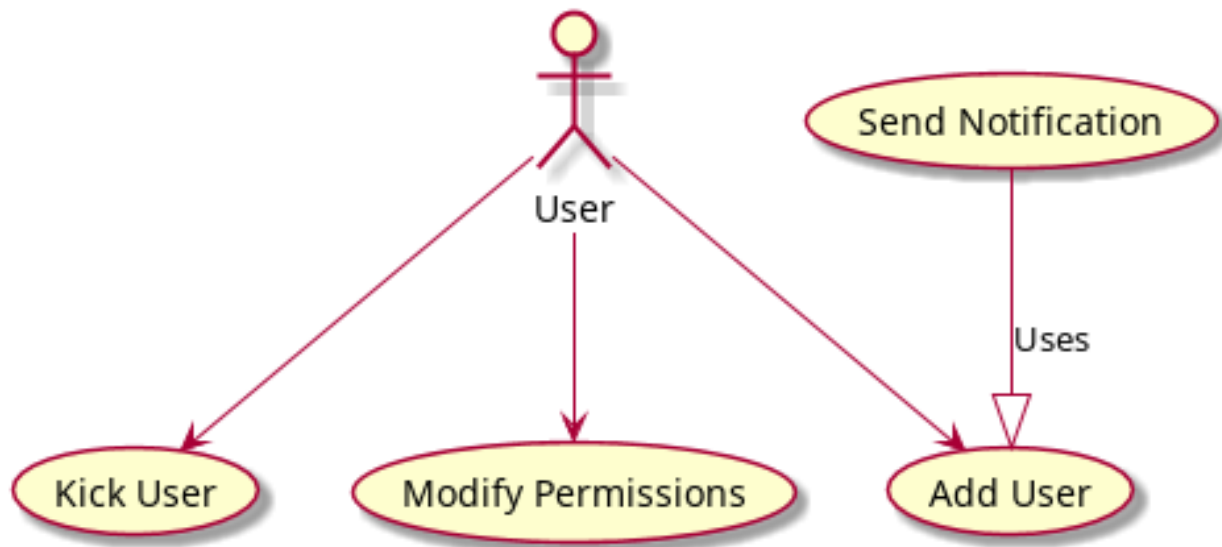 Send Notification
User
Uses
Kick User
Modify Permissions
Add User